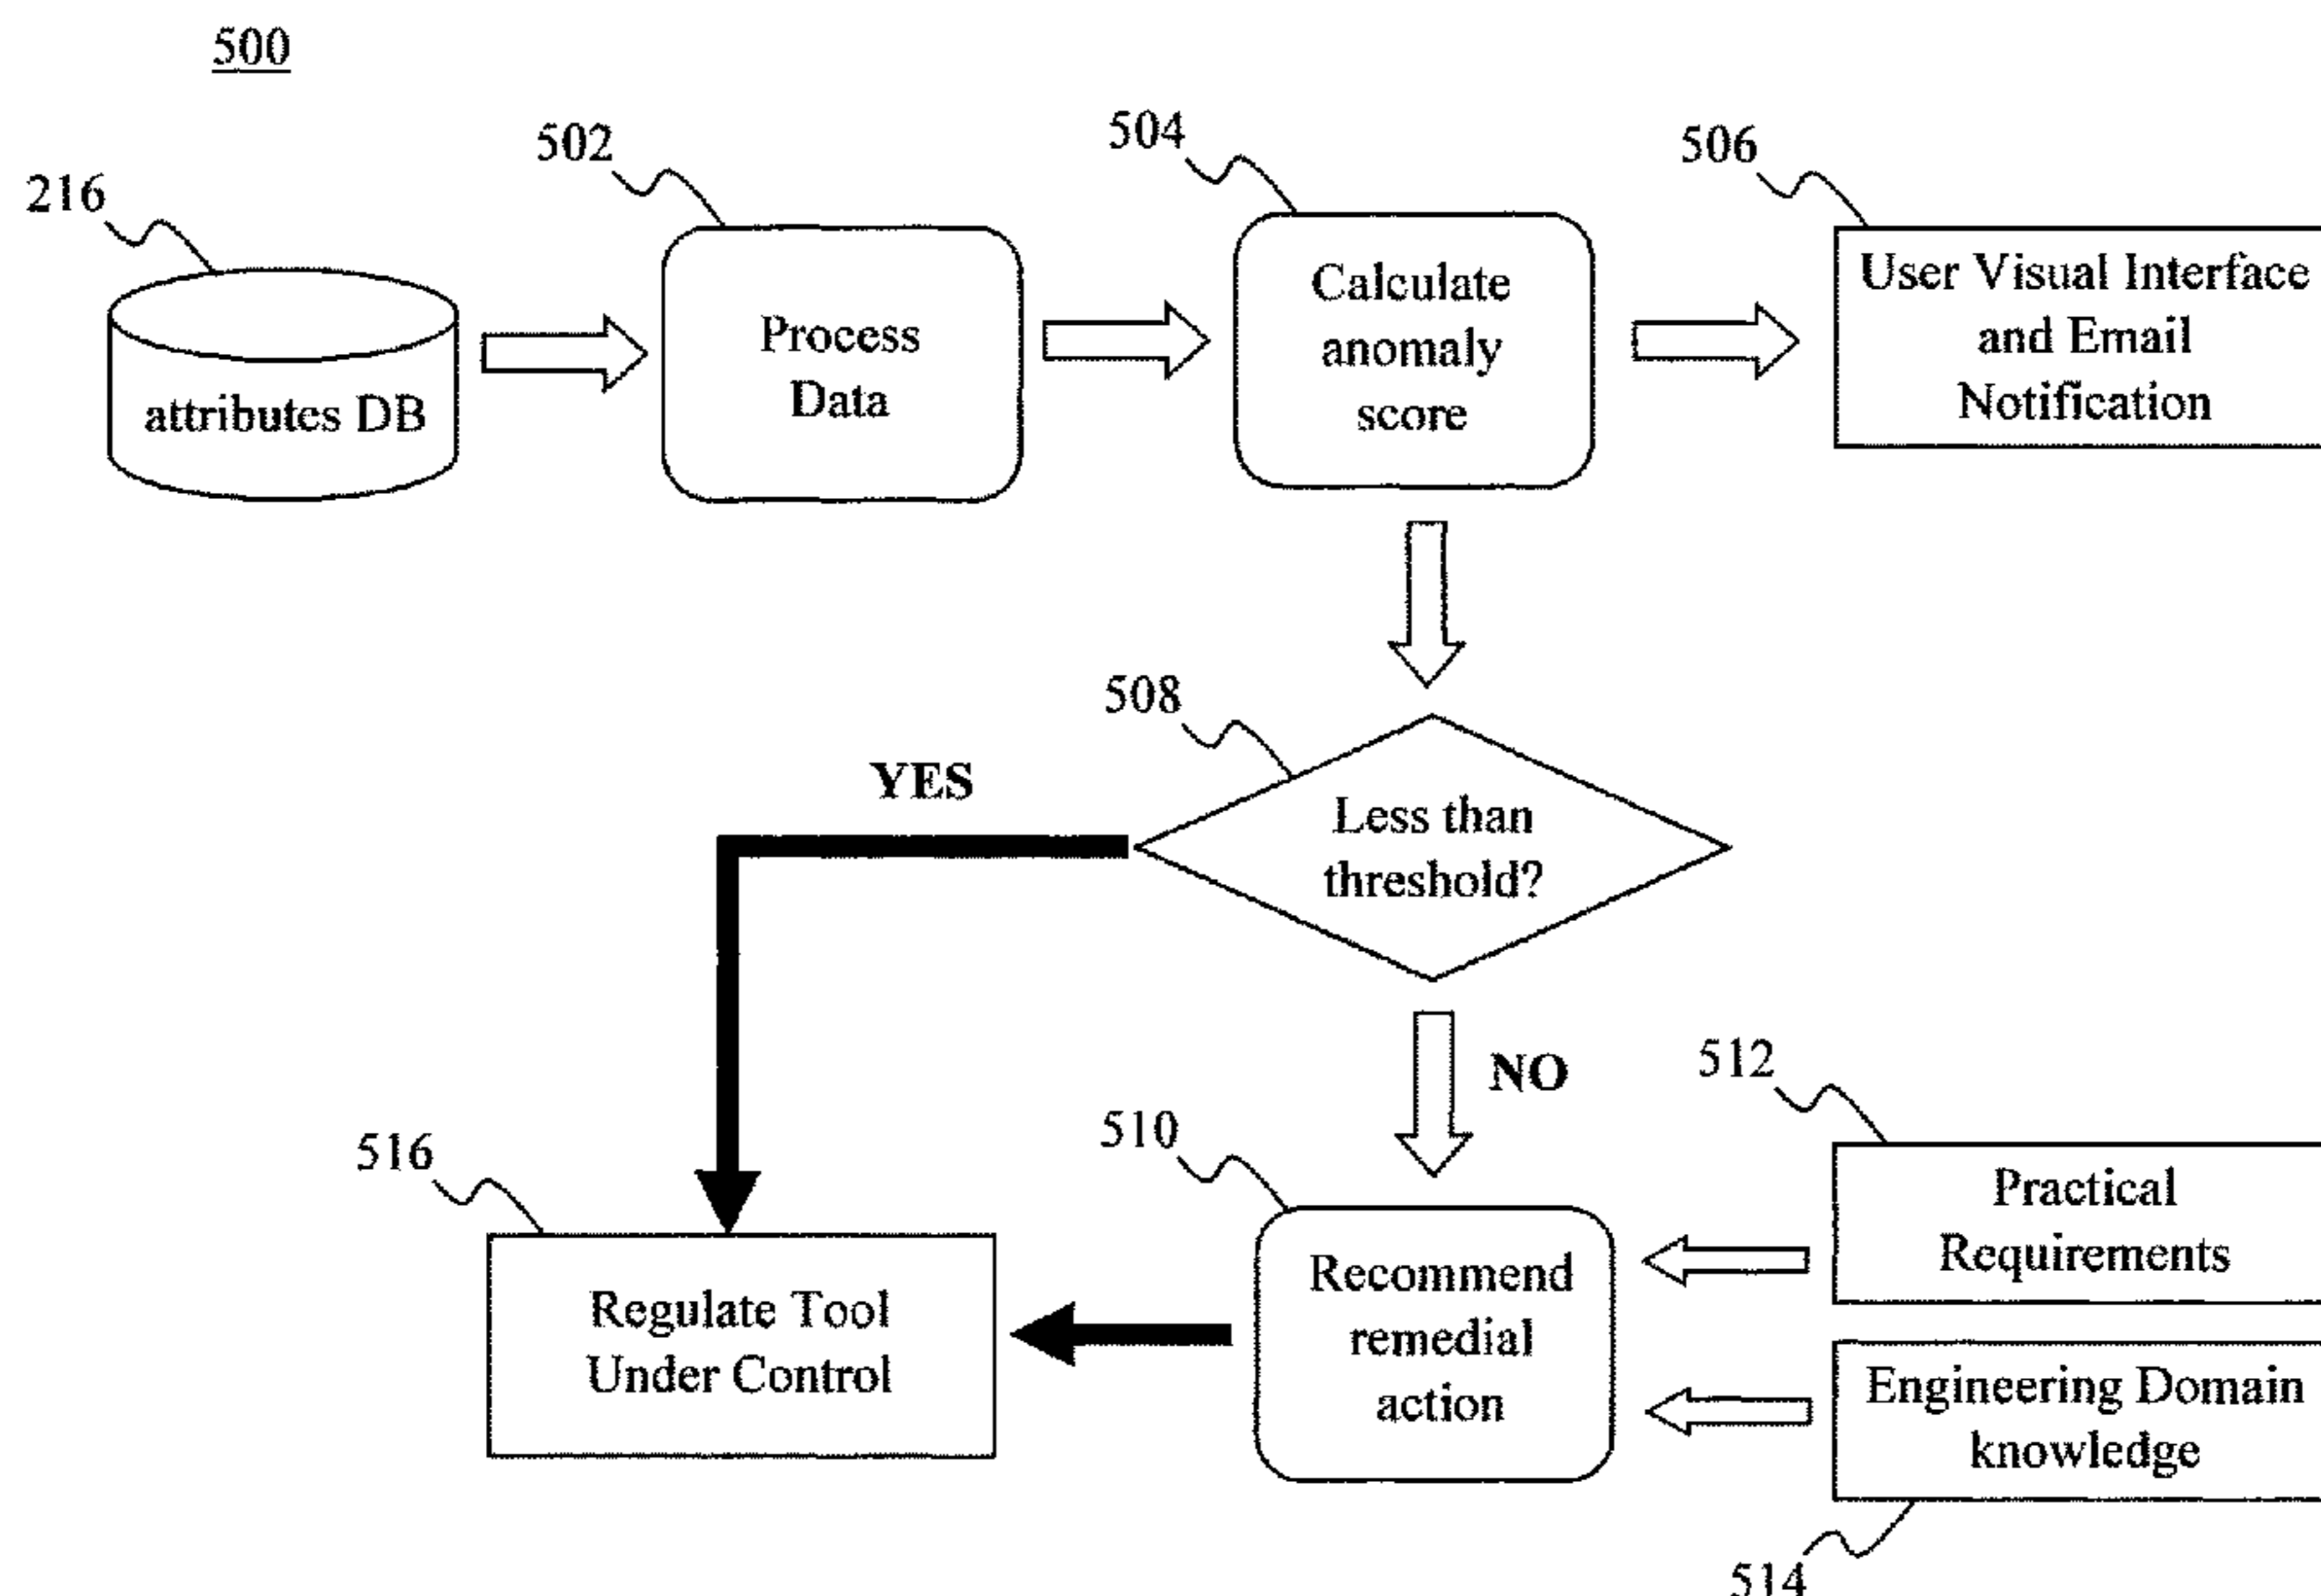 500
216
attributes DB
502
Process
Data
504
Calculate
anomaly
score
506
User Visual Interface
and Email
Notification
508
Less than
threshold?
YES
NO
510
Recommend
remedial
action
512
Practical
Requirements
Engineering Domain
knowledge
514
516
Regulate Tool
Under Control